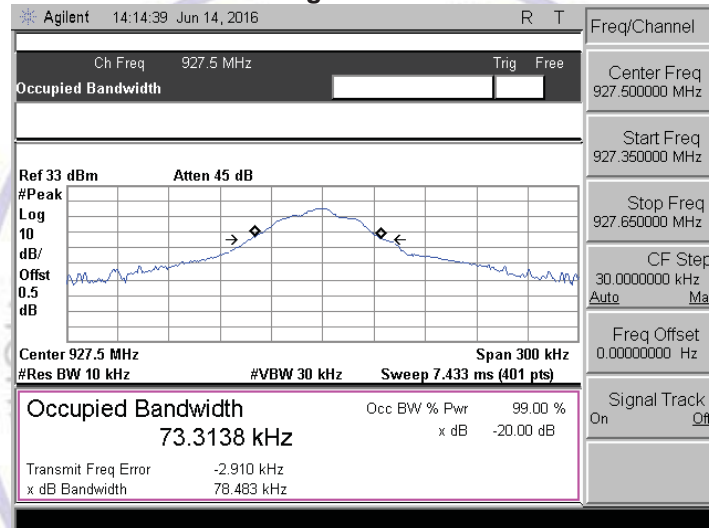 Agilent 14:14:39 Jun 14, 2016 R T
Ch Freq 927.5 MHz Trig Free
Occupied Bandwidth
Ref 33 dBm Atten 45 dB
#Peak
Log
10
dB/
Offst
0.5
dB
Center 927.5 MHz Span 300 kHz
#Res BW 10 kHz #VBW 30 kHz Sweep 7.433 ms (401 pts)
Occupied Bandwidth Occ BW % Pwr 99.00 %
73.3138 kHz x dB -20.00 dB
Transmit Freq Error -2.910 kHz
x dB Bandwidth 78.483 kHz
Freq/Channel
Center Freq
927.500000 MHz
Start Freq
927.350000 MHz
Stop Freq
927.650000 MHz
CF Step
30.0000000 kHz
Auto Ma
Freq Offset
0.00000000 Hz
Signal Track
On Off